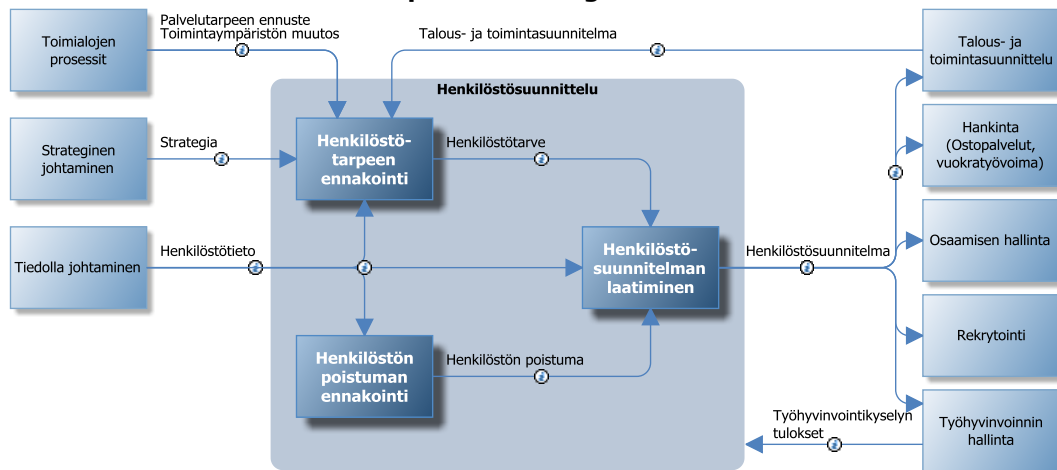 Toimialojen
prosessit
Palvelutarpeen ennuste
Toimintaympäristön muutos
Talous- ja toimintasuunnitelma
Talous- ja
toimintasuunnittelu
Henkilöstösuunnittelu
Strateginen
johtaminen
Strategia
Henkilöstö-
tarpeen
ennakointi
Henkilöstötarve
Hankinta
(Ostopalvelut,
vuokratyövoima)
Tiedolla johtaminen
Henkilöstötieto
Henkilöstö-
suunnitelman
laatiminen
Henkilöstösuunnitelma
Osaamisen hallinta
Henkilöstön
poistuman
ennakointi
Henkilöstön poistuma
Rekrytointi
Työhyvinvointikyselyn
tulokset
Työhyvinvoinnin
hallinta